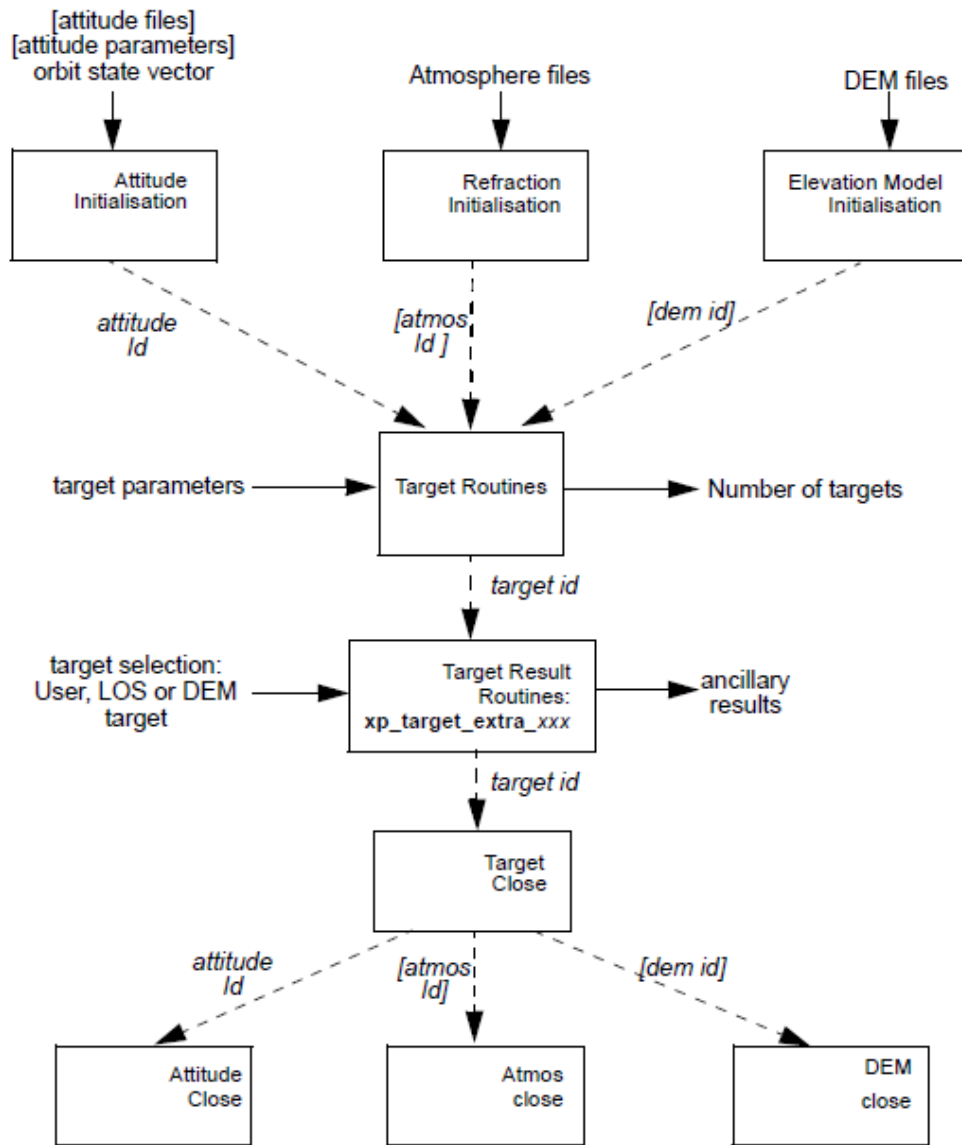 [attitude files]
[attitude parameters]
orbit state vector
Atmosphere files
DEM files
Attitude
Initialisation
Refraction
Initialisation
Elevation Model
Initialisation
attitude
Id
[atmos
Id ]
[dem id]
target parameters
Target Routines
Number of targets
target id
target selection:
User, LOS or DEM
target
Target Result
Routines:
xp_target_extra_xxx
ancillary
results
target id
Target
Close
attitude
Id
[atmos
Id]
[dem id]
Attitude
Close
Atmos
close
DEM
close